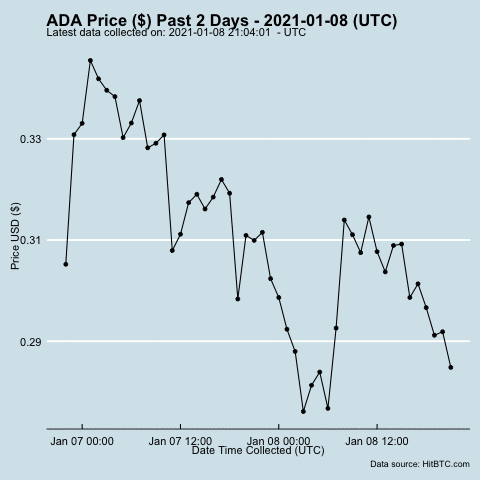 ADA Price ($) Past 2 Days - 2021-01-08 (UTC)
Latest data collected on: 2021-01-08 21:04:01 - UTC
0.33
0.31
0.29
Price USD ($)
Jan 07 00:00 Jan 07 12:00 Jan 08 00:00 Jan 08 12:00
Date Time Collected (UTC)
Data source: HitBTC.com